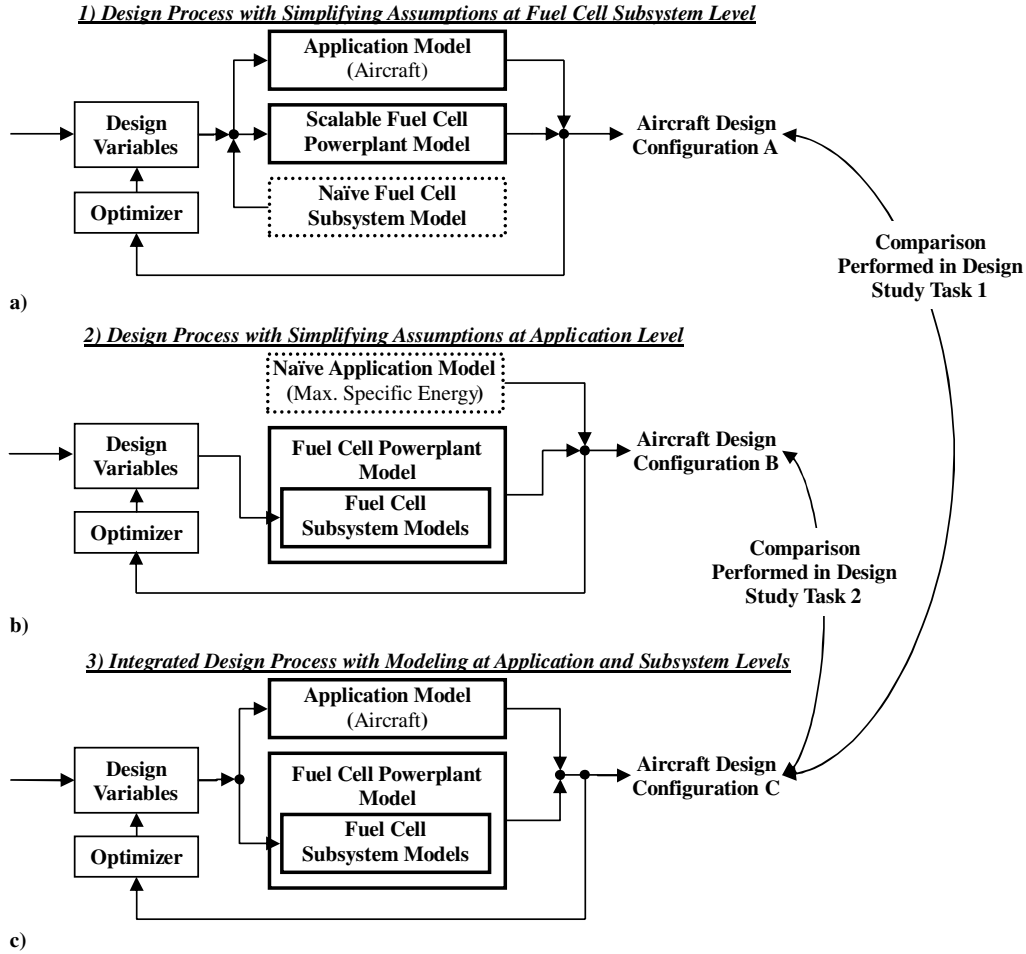 1) Design Process with Simplifying Assumptions at Fuel Cell Subsystem Level
Application Model
(Aircraft)
Design
Variables
Scalable Fuel Cell
Powerplant Model
Aircraft Design
Configuration A
Optimizer
Naïve Fuel Cell
Subsystem Model
Comparison
Performed in Design
Study Task 1
a)
2) Design Process with Simplifying Assumptions at Application Level
Naïve Application Model
(Max. Specific Energy)
Design
Variables
Fuel Cell Powerplant
Model
Aircraft Design
Configuration B
Optimizer
Fuel Cell
Subsystem Models
Comparison
Performed in Design
Study Task 2
b)
3) Integrated Design Process with Modeling at Application and Subsystem Levels
Application Model
(Aircraft)
Design
Variables
Fuel Cell Powerplant
Model
Aircraft Design
Configuration C
Optimizer
Fuel Cell
Subsystem Models
c)